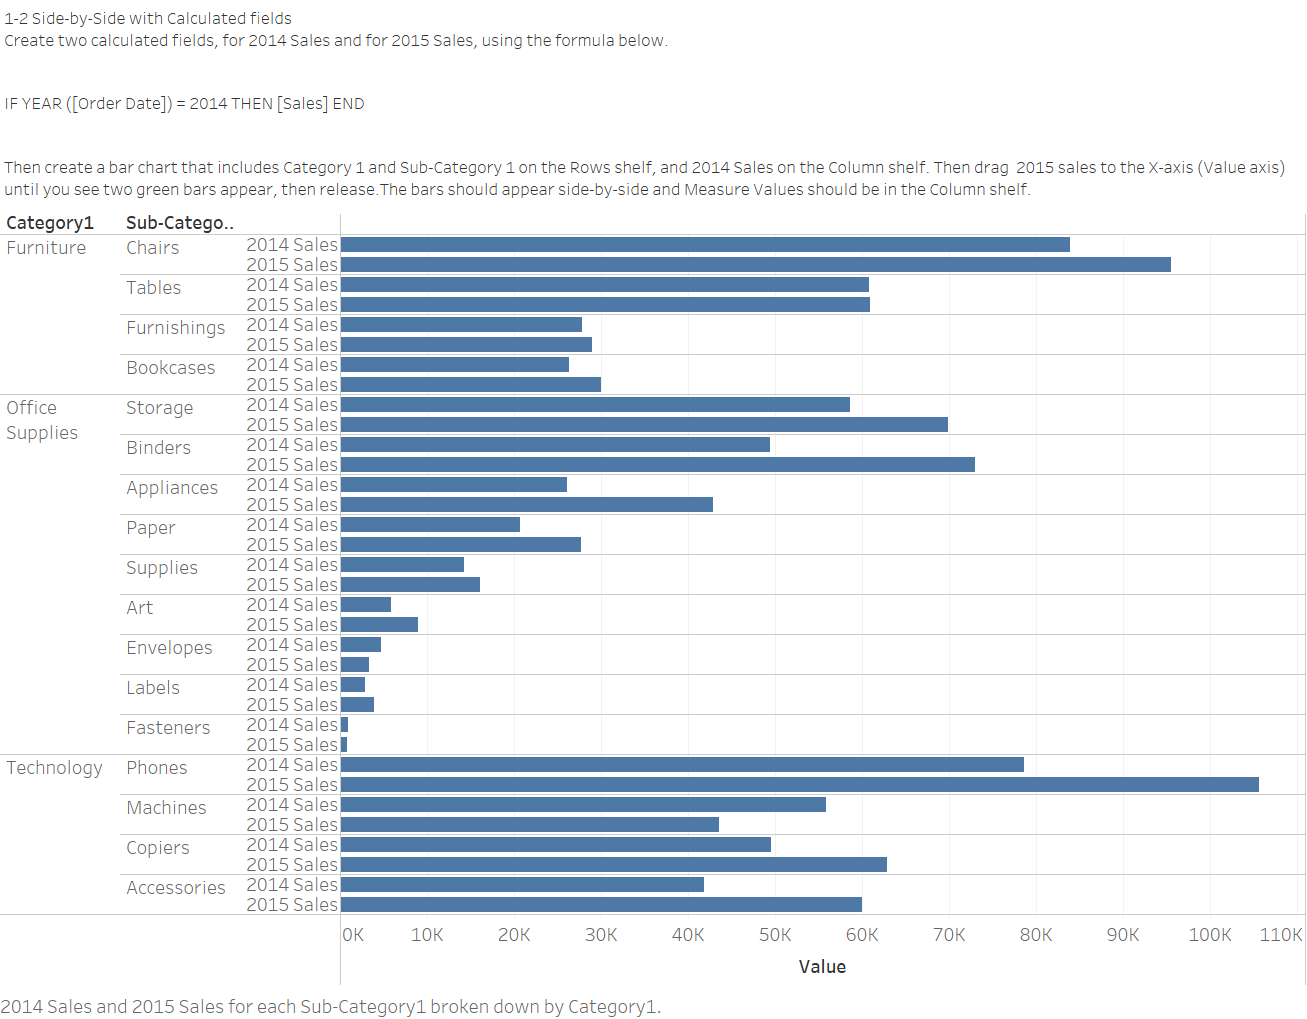 1-2 Side-by-Side with Calculated fields
Create two calculated fields, for 2014 Sales and for 2015 Sales, using the formula below.
IF YEAR ([Order Date]) = 2014 THEN [Sales] END
Then create a bar chart that includes Category 1 and Sub-Category 1 on the Rows shelf, and 2014 Sales on the Column shelf. Then drag  2015 sales to the X-axis (Value axis)
until you see two green bars appear, then release.The bars should appear side-by-side and Measure Values should be in the Column shelf.
Category1 Sub-Catego..
Furniture Chairs 2014 Sales
2015 Sales
Tables 2014 Sales
2015 Sales
Furnishings 2014 Sales
2015 Sales
Bookcases 2014 Sales
2015 Sales
Office Storage 2014 Sales
Supplies 2015 Sales
Binders 2014 Sales
2015 Sales
Appliances 2014 Sales
2015 Sales
Paper 2014 Sales
2015 Sales
Supplies 2014 Sales
2015 Sales
Art 2014 Sales
2015 Sales
Envelopes 2014 Sales
2015 Sales
Labels 2014 Sales
2015 Sales
Fasteners 2014 Sales
2015 Sales
Technology Phones 2014 Sales
2015 Sales
Machines 2014 Sales
2015 Sales
Copiers 2014 Sales
2015 Sales
Accessories 2014 Sales
2015 Sales
0K 10K 20K 30K 40K 50K 60K 70K 80K 90K 100K 110K
Value
2014 Sales and 2015 Sales for each Sub-Category1 broken down by Category1.